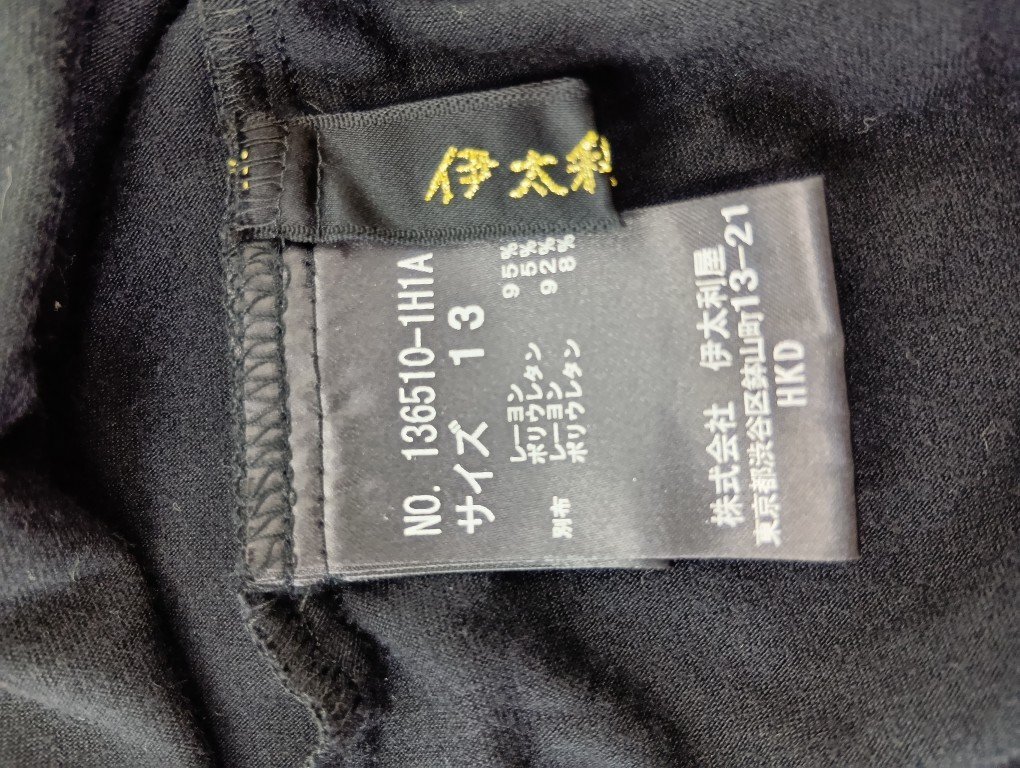 伊太利
NO. 136510-1H1A
サイズ 13
レーヨン 95%
ポリウレタン 5%
別布 レーヨン 92%
ポリウレタン 8%
株式会社 伊太利屋
東京都渋谷区鉢山町13-21
HKD